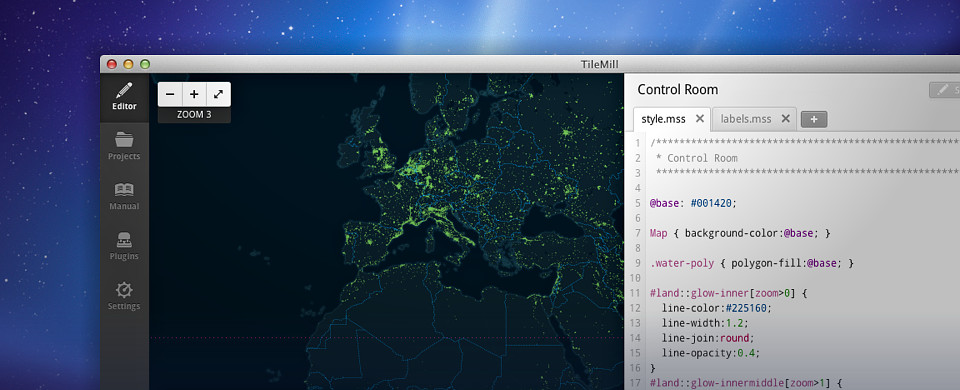 TileMill
Editor
Projects
Manual
Plugins
Settings
ZOOM 3
Control Room
style.mss
labels.mss
1 /******************************************
2 * Control Room
3 ******************************************
4
5 @base: #001420;
6
7 Map { background-color:@base; }
8
9 .water-poly { polygon-fill:@base; }
10
11 #land::glow-inner[zoom>0] {
12 line-color:#225160;
13 line-width:1.2;
14 line-join:round;
15 line-opacity:0.4;
16 }
17 #land::glow-innermiddle[zoom>1] {